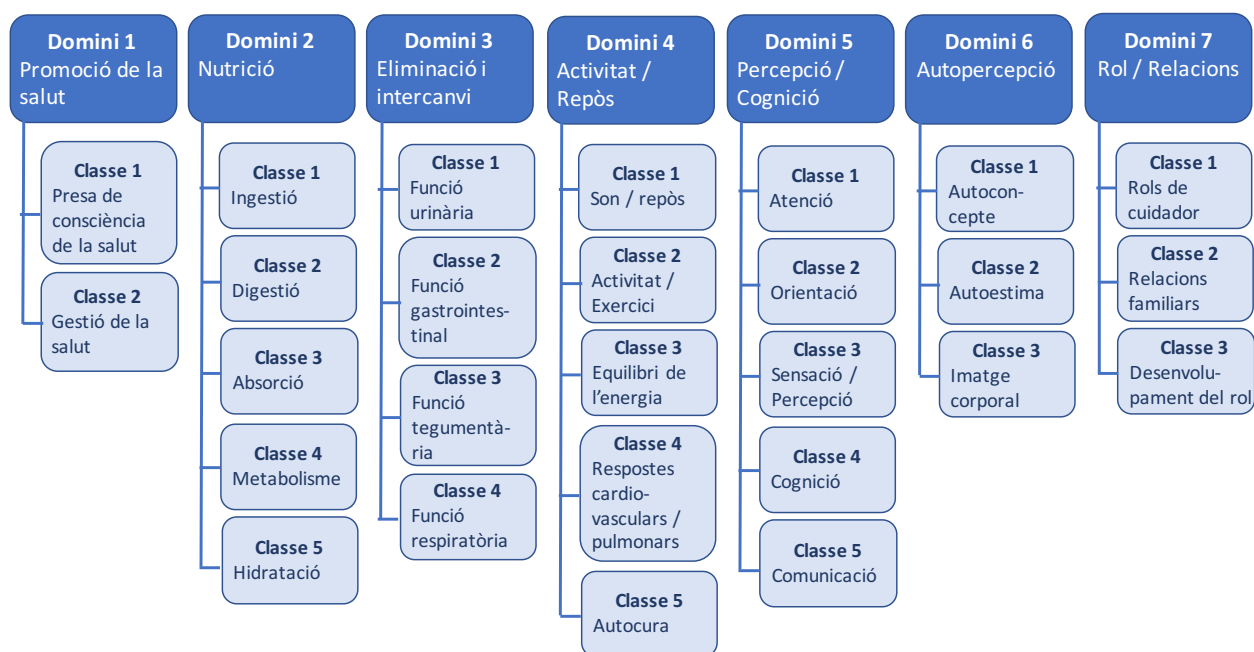 Domini 1
Promoció de la
salut
Classe 1
Presa de
consciència
de la salut
Classe 2
Gestió de la
salut
Domini 2
Nutrició
Classe 1
Ingestió
Classe 2
Digestió
Classe 3
Absorció
Classe 4
Metabolisme
Classe 5
Hidratació
Domini 3
Eliminació i
intercanvi
Classe 1
Funció
urinària
Classe 2
Funció
gastrointes-
tinal
Classe 3
Funció
tegumentà-
ria
Classe 4
Funció
respiratòria
Domini 4
Activitat /
Repòs
Classe 1
Son / repòs
Classe 2
Activitat /
Exercici
Classe 3
Equilibri de
l’energia
Classe 4
Respostes
cardio-
vasculars /
pulmonars
Classe 5
Autocura
Domini 5
Percepció /
Cognició
Classe 1
Atenció
Classe 2
Orientació
Classe 3
Sensació /
Percepció
Classe 4
Cognició
Classe 5
Comunicació
Domini 6
Autopercepció
Classe 1
Autocon-
cepte
Classe 2
Autoestima
Classe 3
Imatge
corporal
Domini 7
Rol / Relacions
Classe 1
Rols de
cuidador
Classe 2
Relacions
familiars
Classe 3
Desenvolu-
pament del rol